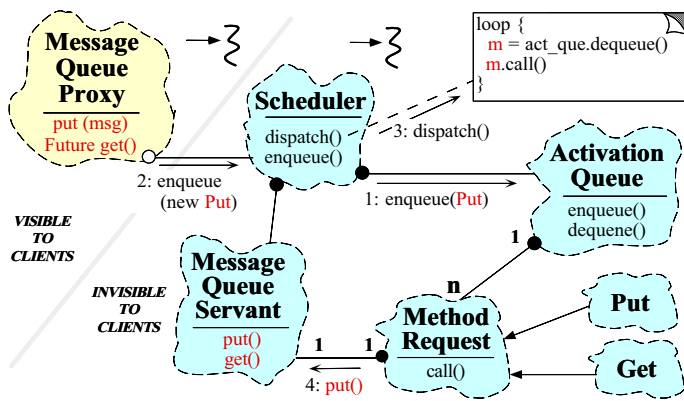 Message
Queue
Proxy
put (msg)
Future get()
loop {
m = act_que.dequeue()
m.call()
}
Scheduler
dispatch()
enqueue()
3: dispatch()
2: enqueue
(new Put)
1: enqueue(Put)
Activation
Queue
enqueue()
dequene()
1
VISIBLE
TO
CLIENTS
INVISIBLE
TO
CLIENTS
Message
Queue
Servant
put()
get()
n
Method
Request
call()
1
1
4: put()
Put
Get